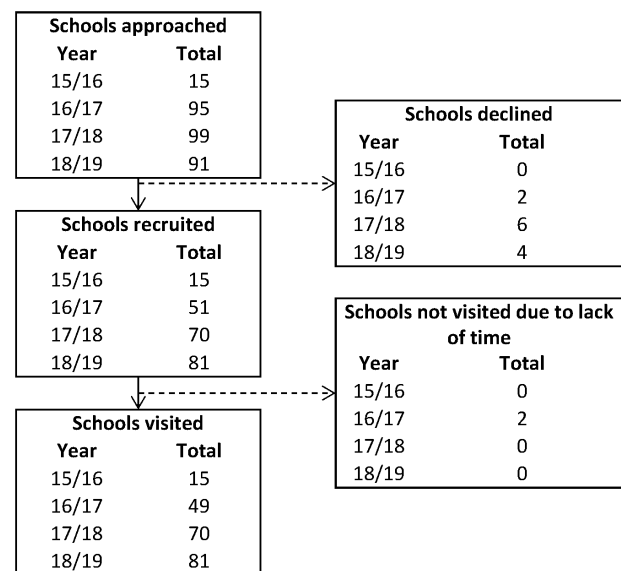 Schools approached
Year Total
15/16 15
16/17 95
17/18 99
18/19 91
Schools declined
Year Total
15/16 0
16/17 2
17/18 6
18/19 4
Schools recruited
Year Total
15/16 15
16/17 51
17/18 70
18/19 81
Schools not visited due to lack
of time
Year Total
15/16 0
16/17 2
17/18 0
18/19 0
Schools visited
Year Total
15/16 15
16/17 49
17/18 70
18/19 81